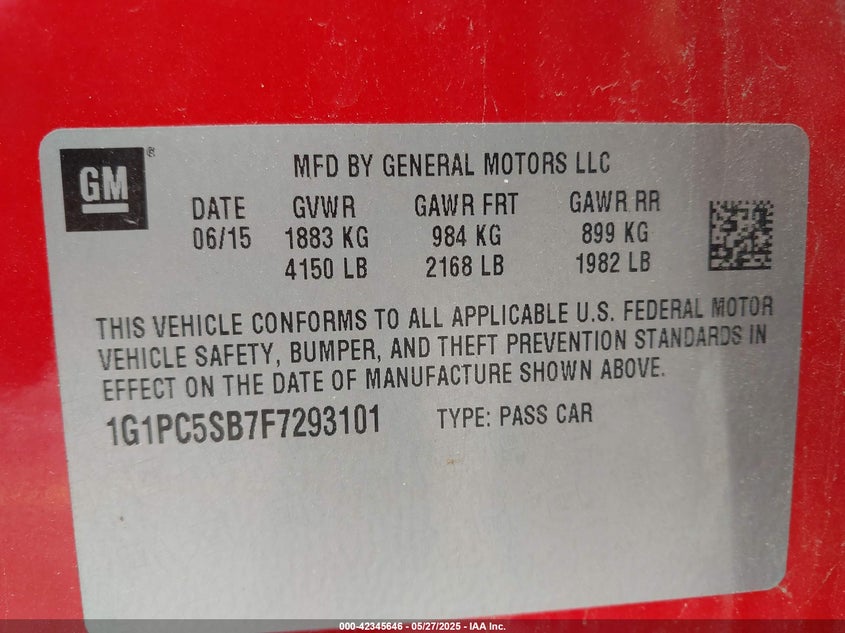 GM®
MFD BY GENERAL MOTORS LLC
DATE GVWR GAWR FRT GAWR RR
06/15 1883 KG 984 KG 899 KG
4150 LB 2168 LB 1982 LB
THIS VEHICLE CONFORMS TO ALL APPLICABLE U.S. FEDERAL MOTOR
VEHICLE SAFETY, BUMPER, AND THEFT PREVENTION STANDARDS IN
EFFECT ON THE DATE OF MANUFACTURE SHOWN ABOVE.
1G1PC5SB7F7293101 TYPE: PASS CAR
000-42345646 - 05/27/2025 - IAA Inc.